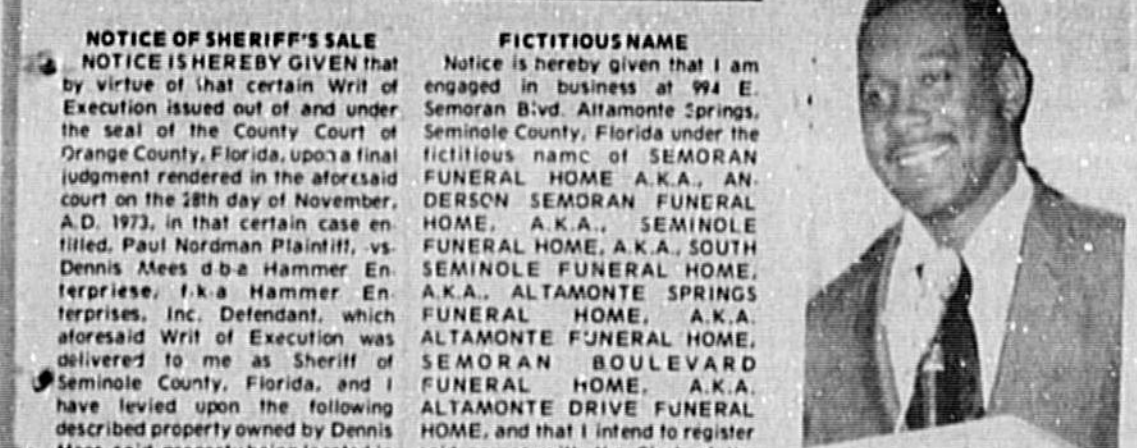 NOTICE OF SHERIFF'S SALE
NOTICE IS HEREBY GIVEN that
by virtue of that certain Writ of
Execution issued out of and under
the seal of the County Court of
Orange County, Florida, upon a final
judgment rendered in the aforesaid
court on the 28th day of November,
A.D. 1973, in that certain case en-
titled, Paul Nordman Plaintiff, -vs-
Dennis Mees d-b-a Hammer En-
terpriese, f-k-a Hammer En-
terprises, Inc. Defendant, which
aforesaid Writ of Execution was
delivered to me as Sheriff of
Seminole County, Florida, and I
have levied upon the following
described property owned by Dennis
FICTITIOUS NAME
Notice is hereby given that I am
engaged in business at 994 E.
Semoran Blvd. Altamonte Springs,
Seminole County, Florida under the
fictitious name of SEMORAN
FUNERAL HOME A.K.A., AN-
DERSON SEMORAN FUNERAL
HOME, A.K.A., SEMINOLE
FUNERAL HOME, A.K.A., SOUTH
SEMINOLE FUNERAL HOME,
A.K.A., ALTAMONTE SPRINGS
FUNERAL HOME, A.K.A.
ALTAMONTE FUNERAL HOME,
SEMORAN BOULEVARD
FUNERAL HOME, A.K.A.
ALTAMONTE DRIVE FUNERAL
HOME, and that I intend to register